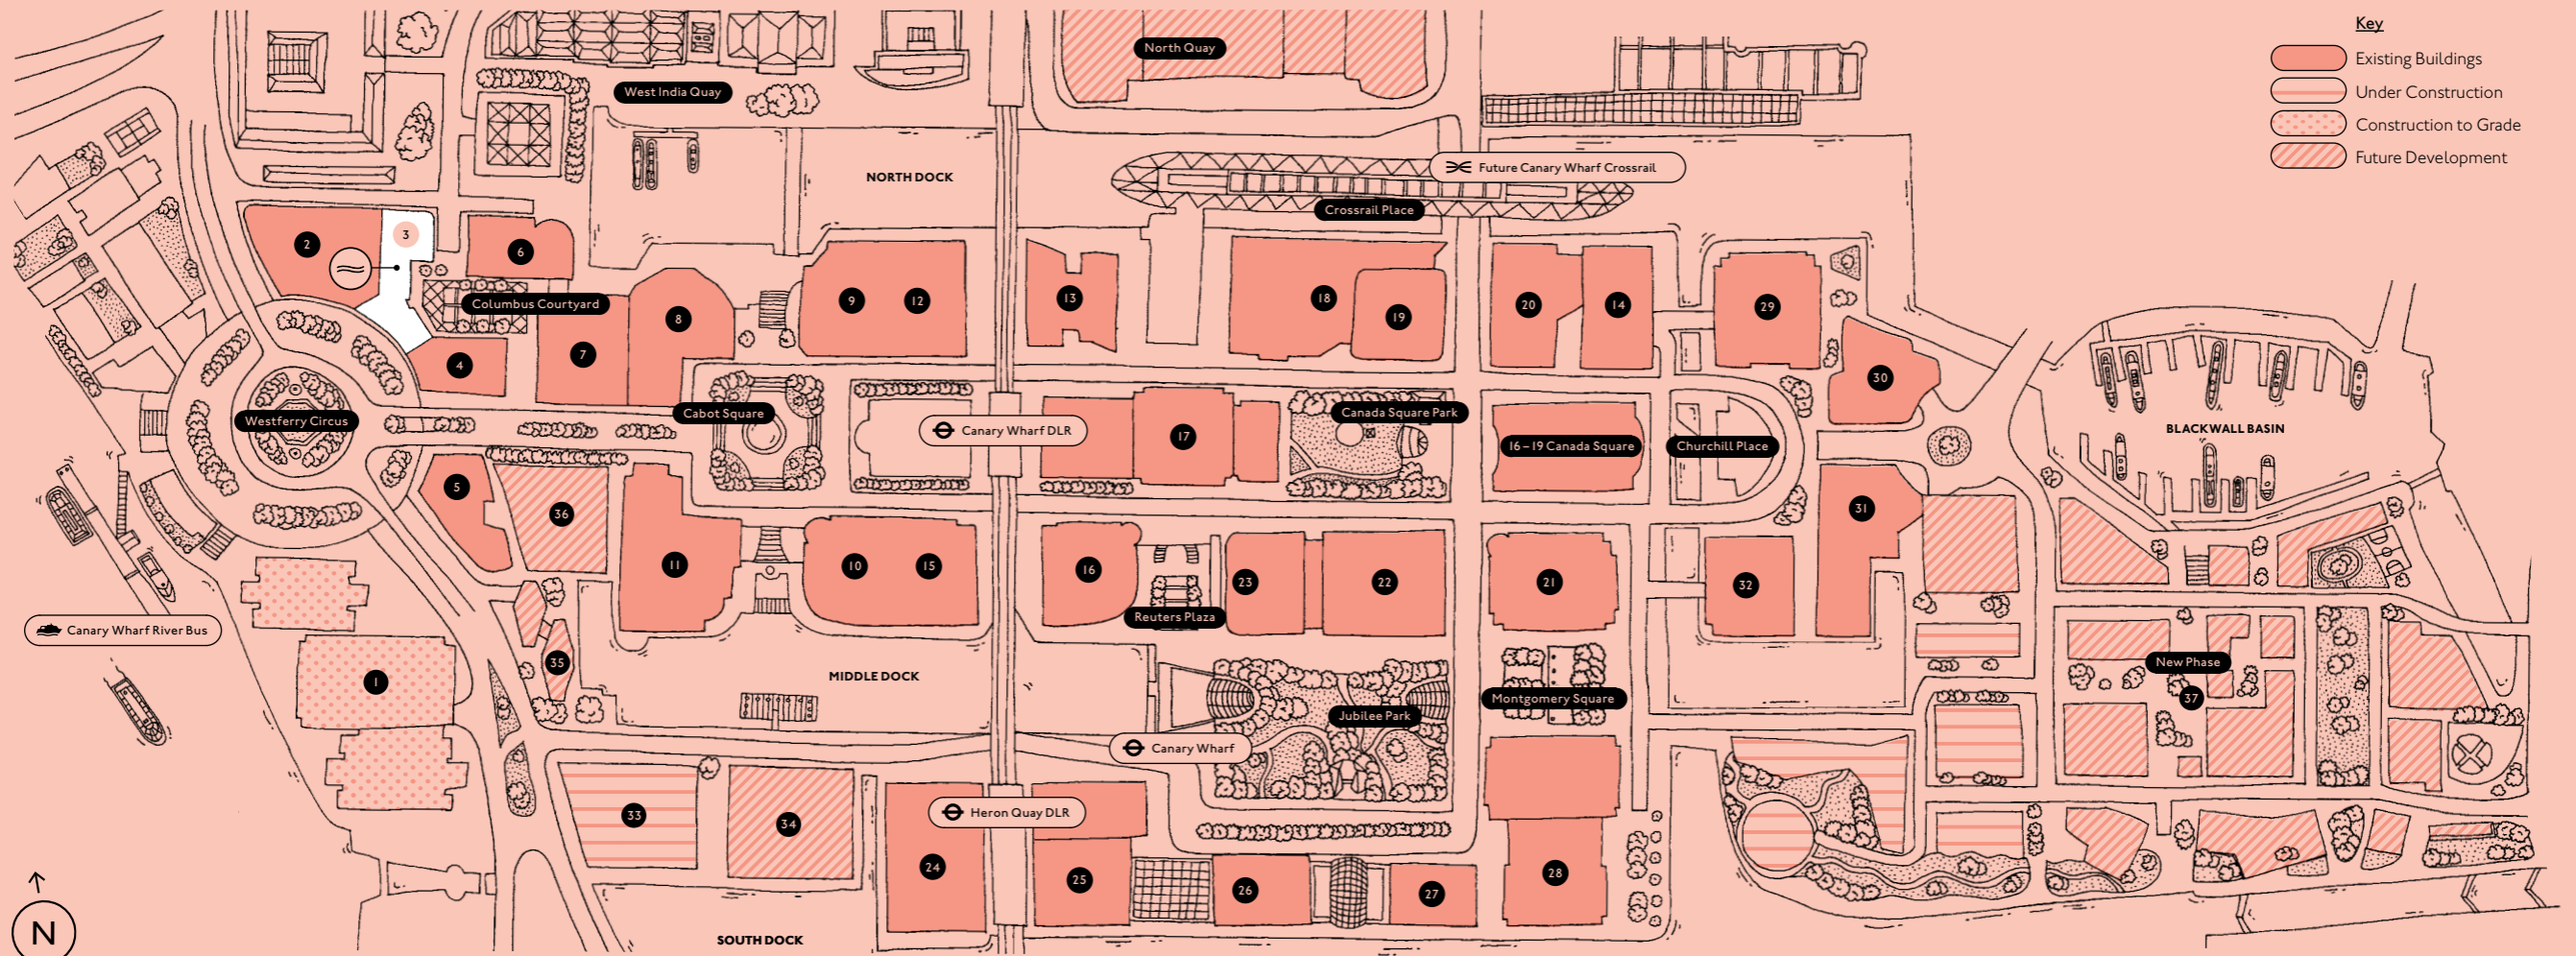 Key
Existing Buildings
Under Construction
Construction to Grade
Future Development
North Quay
West India Quay
NORTH DOCK
Future Canary Wharf Crossrail
Crossrail Place
2
3
6
Columbus Courtyard
8
9
12
13
18
19
20
14
29
7
4
30
Westferry Circus
Cabot Square
Canary Wharf DLR
17
Canada Square Park
16–19 Canada Square
Churchill Place
BLACKWALL BASIN
5
36
31
11
10
15
16
23
22
21
32
Reuters Plaza
Canary Wharf River Bus
1
35
MIDDLE DOCK
Jubilee Park
Montgomery Square
New Phase
37
Canary Wharf
33
34
Heron Quay DLR
24
25
26
27
28
N
SOUTH DOCK